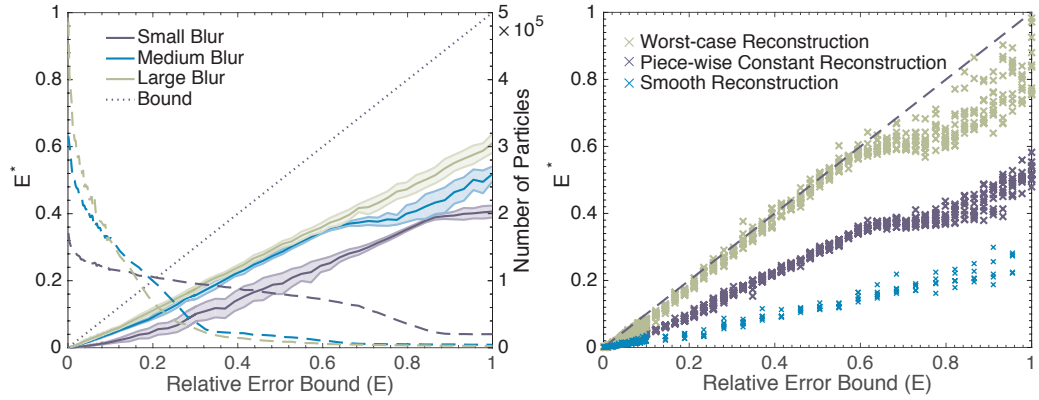 1
0.8
0.6
0.4
0.2
0
E*
Small Blur
Medium Blur
Large Blur
Bound
5
×10⁵
4
3
2
1
0
Number of Particles
0 0.2 0.4 0.6 0.8 1
Relative Error Bound (E)
1
0.8
0.6
0.4
0.2
0
E*
Worst-case Reconstruction
Piece-wise Constant Reconstruction
Smooth Reconstruction
0 0.2 0.4 0.6 0.8 1
Relative Error Bound (E)